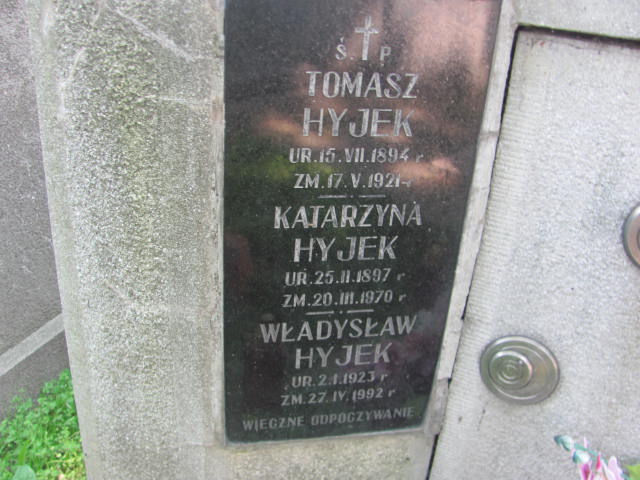 Ś. P
TOMASZ
HYJEK
UR.15.VII.1894 r
ZM.17.V.1921 r
KATARZYNA
HYJEK
UR.25.II.1897 r
ZM.20.III.1970 r
WŁADYSŁAW
HYJEK
UR.2.I.1923 r
ZM.27.IV.1992 r
WIECZNE ODPOCZYWANIE